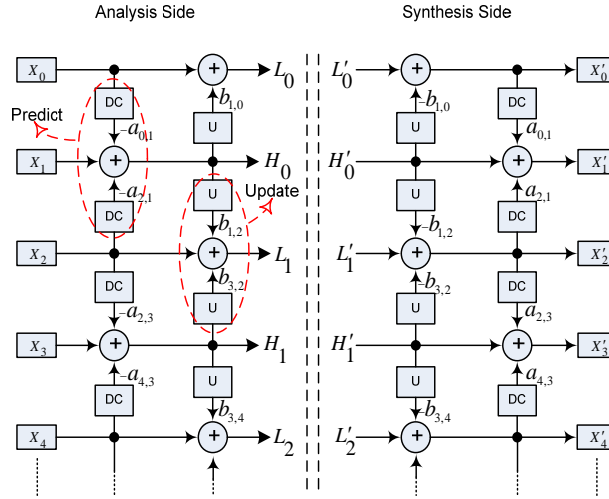 Analysis Side Synthesis Side
X₀ + L₀ L′₀ + X′₀
DC -b₁,₀
b₁,₀ DC
Predict -a₀,₁ U U a₀,₁
X₁ + H₀ H′₀ + X′₁
-a₂,₁ U Update U a₂,₁
DC b₁,₂ -b₁,₂ DC
X₂ + L₁ L′₁ + X′₂
DC b₃,₂ -b₃,₂ DC
-a₂,₃ U U a₂,₃
X₃ + H₁ H′₁ + X′₃
-a₄,₃ U U a₄,₃
DC b₃,₄ -b₃,₄ DC
X₄ + L₂ L′₂ + X′₄